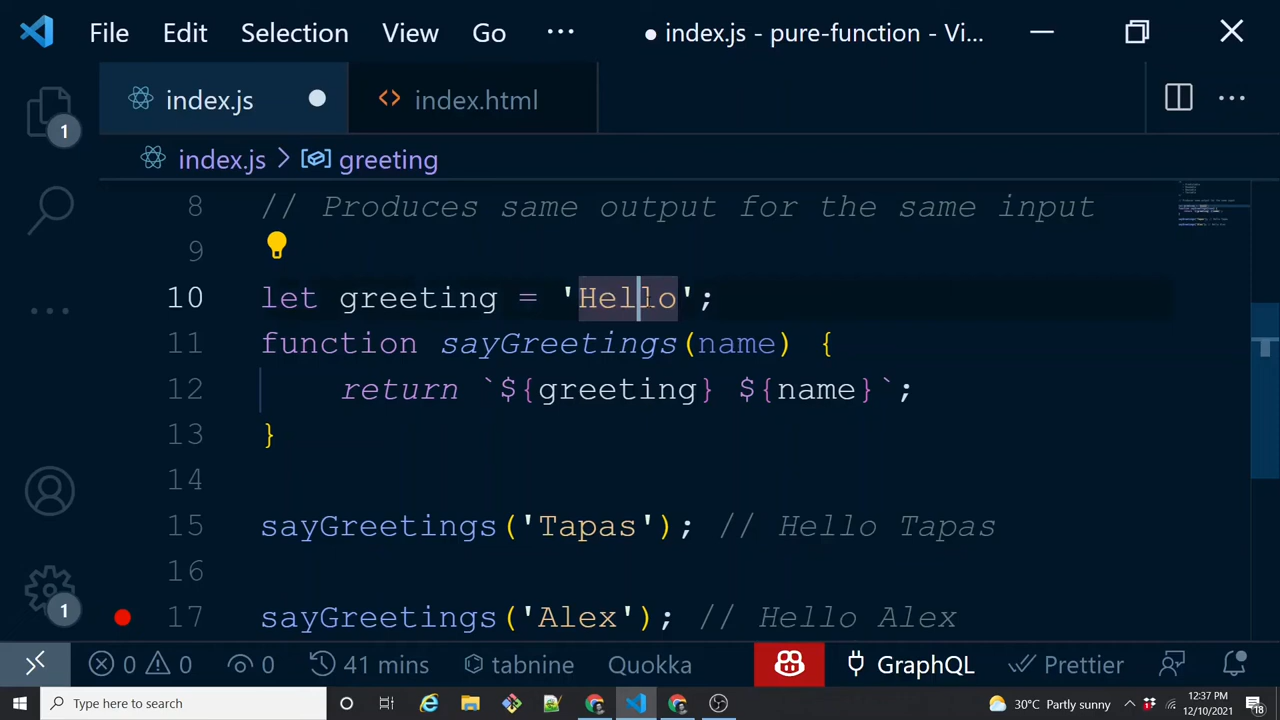 File Edit Selection View Go ··· ● index.js - pure-function - Vi...
index.js index.html
index.js > greeting
8 // Produces same output for the same input
9
10 let greeting = 'Hello';
11 function sayGreetings(name) {
12 return `${greeting} ${name}`;
13 }
14
15 sayGreetings('Tapas'); // Hello Tapas
16
17 sayGreetings('Alex'); // Hello Alex
1
1
0 0 0 41 mins tabnine Quokka GraphQL Prettier
Type here to search 30°C Partly sunny 12:37 PM
12/10/2021 18